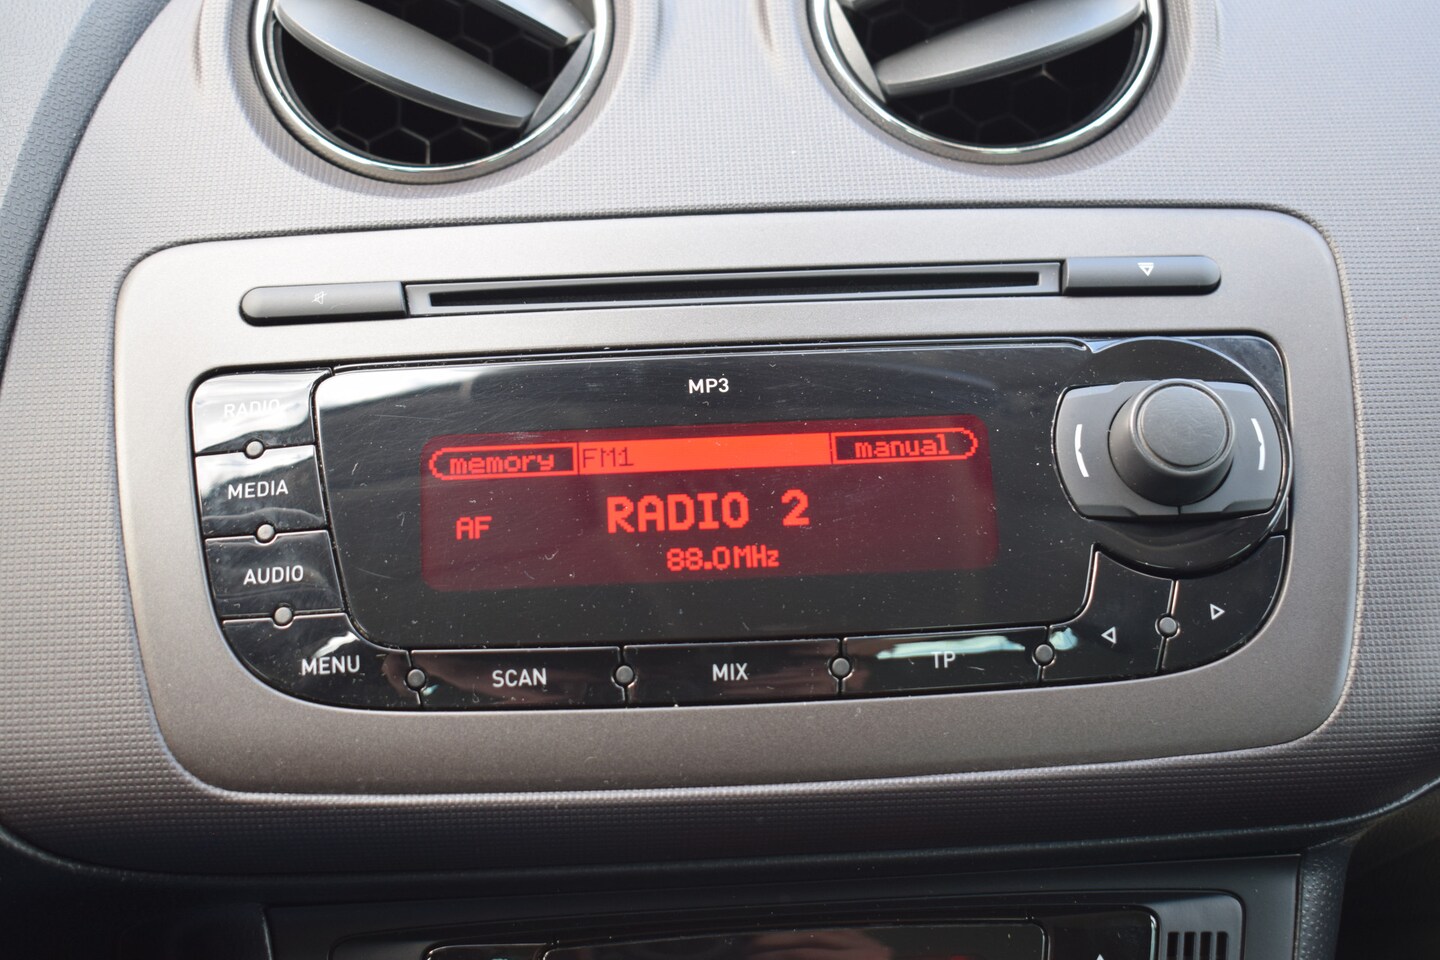 MP3
RADIO
MEDIA
AUDIO
MENU
memory FM1 manual
AF RADIO 2
88.0MHz
SCAN MIX TP